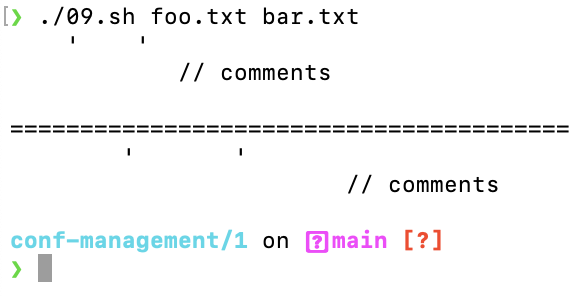 [❯ ./09.sh foo.txt bar.txt
    '    '
            // comments

========================================
        '       '
                        // comments

conf-management/1 on [?]main [?]
❯